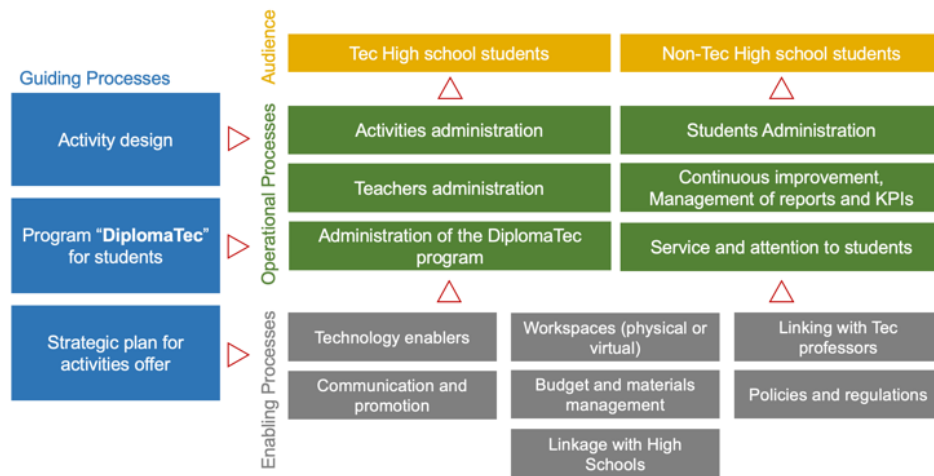 Guiding Processes
Activity design
Program “DiplomaTec”
for students
Strategic plan for
activities offer
Audience
Tec High school students
Non-Tec High school students
Operational Processes
Activities administration
Students Administration
Teachers administration
Continuous improvement,
Management of reports and KPIs
Administration of the DiplomaTec
program
Service and attention to students
Enabling Processes
Technology enablers
Workspaces (physical or
virtual)
Linking with Tec
professors
Communication and
promotion
Budget and materials
management
Policies and regulations
Linkage with High
Schools